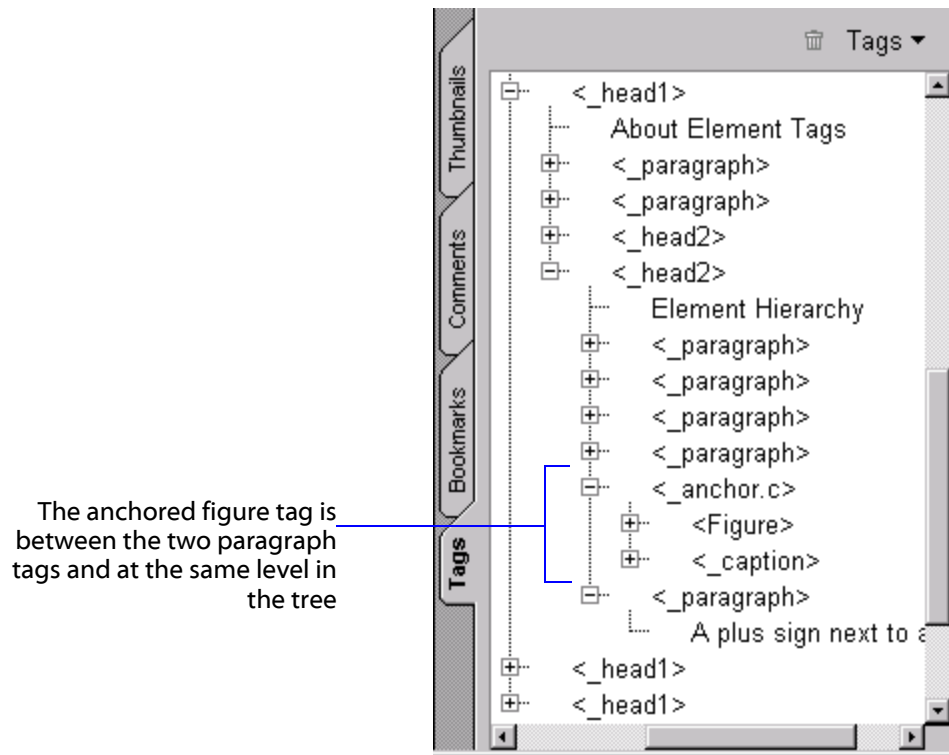 Tags
Thumbnails
Comments
Bookmarks
Tags
<_head1>
About Element Tags
<_paragraph>
<_paragraph>
<_head2>
<_head2>
Element Hierarchy
<_paragraph>
<_paragraph>
<_paragraph>
<_paragraph>
<_anchor.c>
<Figure>
<_caption>
<_paragraph>
A plus sign next to a
<_head1>
<_head1>
The anchored figure tag is
between the two paragraph
tags and at the same level in
the tree